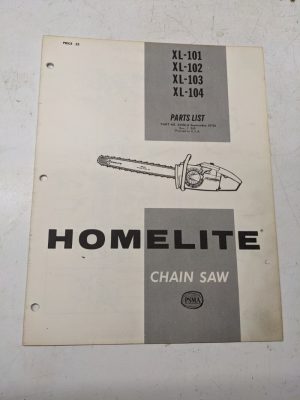 XL-101
XL-102
XL-103
XL-104
PARTS LIST
HOMELITE
CHAIN SAW
PSMA